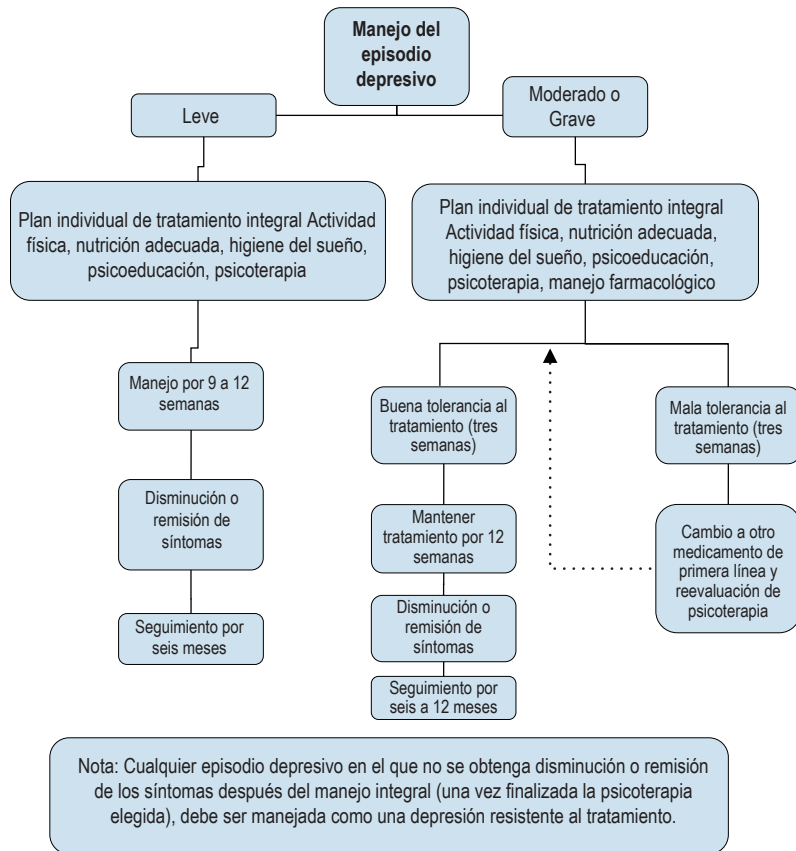 Manejo del
episodio
depresivo
Leve
Moderado o
Grave
Plan individual de tratamiento integral Actividad
física, nutrición adecuada, higiene del sueño,
psicoeducación, psicoterapia
Plan individual de tratamiento integral
Actividad física, nutrición adecuada,
higiene del sueño, psicoeducación,
psicoterapia, manejo farmacológico
Manejo por 9 a 12
semanas
Disminución o
remisión de
síntomas
Seguimiento por
seis meses
Buena tolerancia al
tratamiento (tres
semanas)
Mantener
tratamiento por 12
semanas
Disminución o
remisión de
síntomas
Seguimiento por
seis a 12 meses
Mala tolerancia al
tratamiento (tres
semanas)
Cambio a otro
medicamento de
primera línea y
reevaluación de
psicoterapia
Nota: Cualquier episodio depresivo en el que no se obtenga disminución o remisión
de los síntomas después del manejo integral (una vez finalizada la psicoterapia
elegida), debe ser manejada como una depresión resistente al tratamiento.